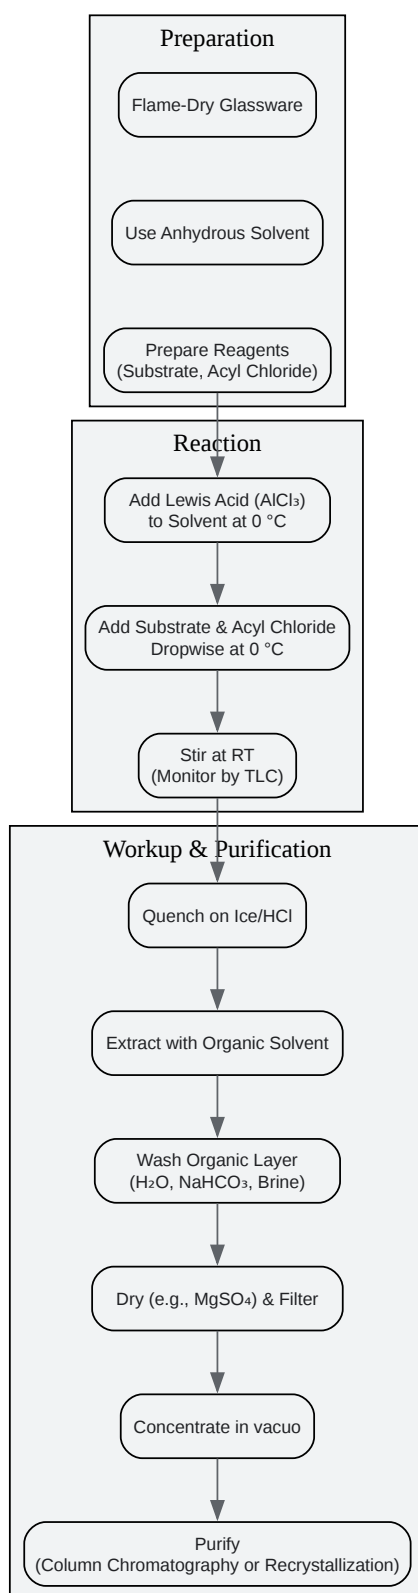 Preparation
Flame-Dry Glassware
Use Anhydrous Solvent
Prepare Reagents
(Substrate, Acyl Chloride)
Reaction
Add Lewis Acid (AlCl₃)
to Solvent at 0 °C
Add Substrate & Acyl Chloride
Dropwise at 0 °C
Stir at RT
(Monitor by TLC)
Workup & Purification
Quench on Ice/HCl
Extract with Organic Solvent
Wash Organic Layer
(H₂O, NaHCO₃, Brine)
Dry (e.g., MgSO₄) & Filter
Concentrate in vacuo
Purify
(Column Chromatography or Recrystallization)